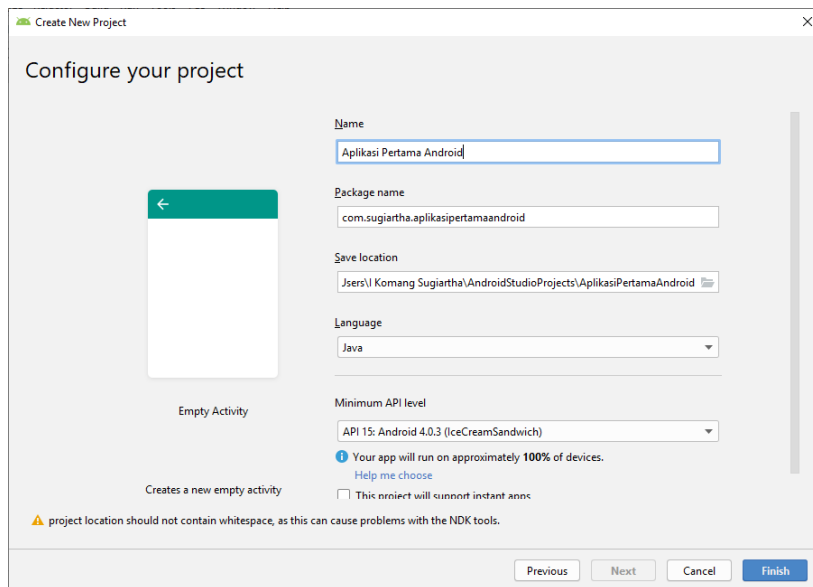 Create New Project
Configure your project
Name
Aplikasi Pertama Android
Package name
com.sugiartha.aplikasipertamaandroid
Save location
Jsers\I Komang Sugiartha\AndroidStudioProjects\AplikasiPertamaAndroid
Language
Java
Empty Activity
Minimum API level
API 15: Android 4.0.3 (IceCreamSandwich)
Your app will run on approximately 100% of devices.
Help me choose
Creates a new empty activity
This project will support instant apps
project location should not contain whitespace, as this can cause problems with the NDK tools.
Previous
Next
Cancel
Finish